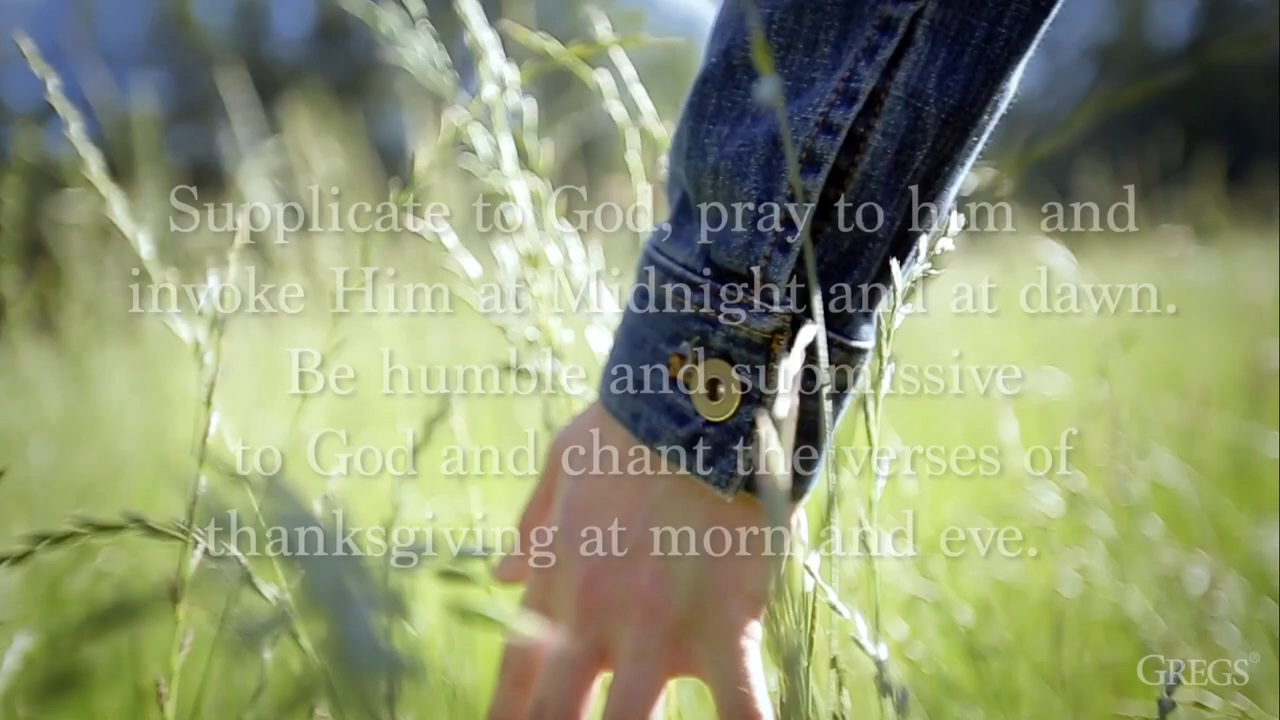 Supplicate to God, pray to him and
invoke Him at Midnight and at dawn.
Be humble and submissive
to God and chant the verses of
thanksgiving at morn and eve.
GREGS®